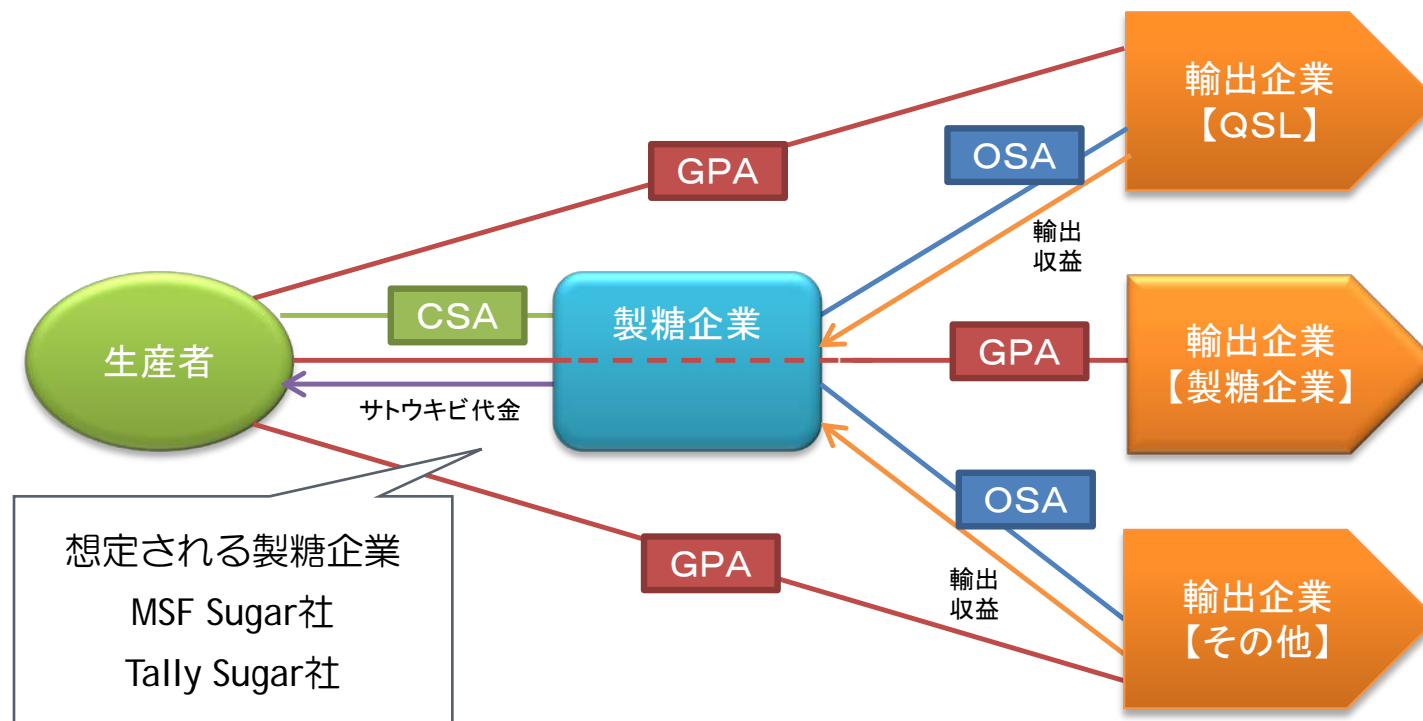 輸出企業
【QSL】
GPA
OSA
輸出
収益
CSA
製糖企業
生産者
GPA
輸出企業
【製糖企業】
サトウキビ代金
OSA
想定される製糖企業
MSF Sugar社
Tally Sugar社
GPA
輸出
収益
輸出企業
【その他】